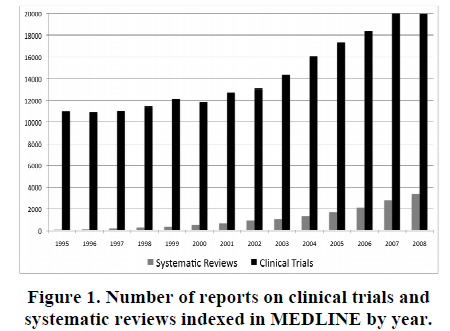 20000
18000
16000
14000
12000
10000
8000
6000
4000
2000
0
1995 1996 1997 1998 1999 2000 2001 2002 2003 2004 2005 2006 2007 2008
Systematic Reviews Clinical Trials
Figure 1. Number of reports on clinical trials and
systematic reviews indexed in MEDLINE by year.